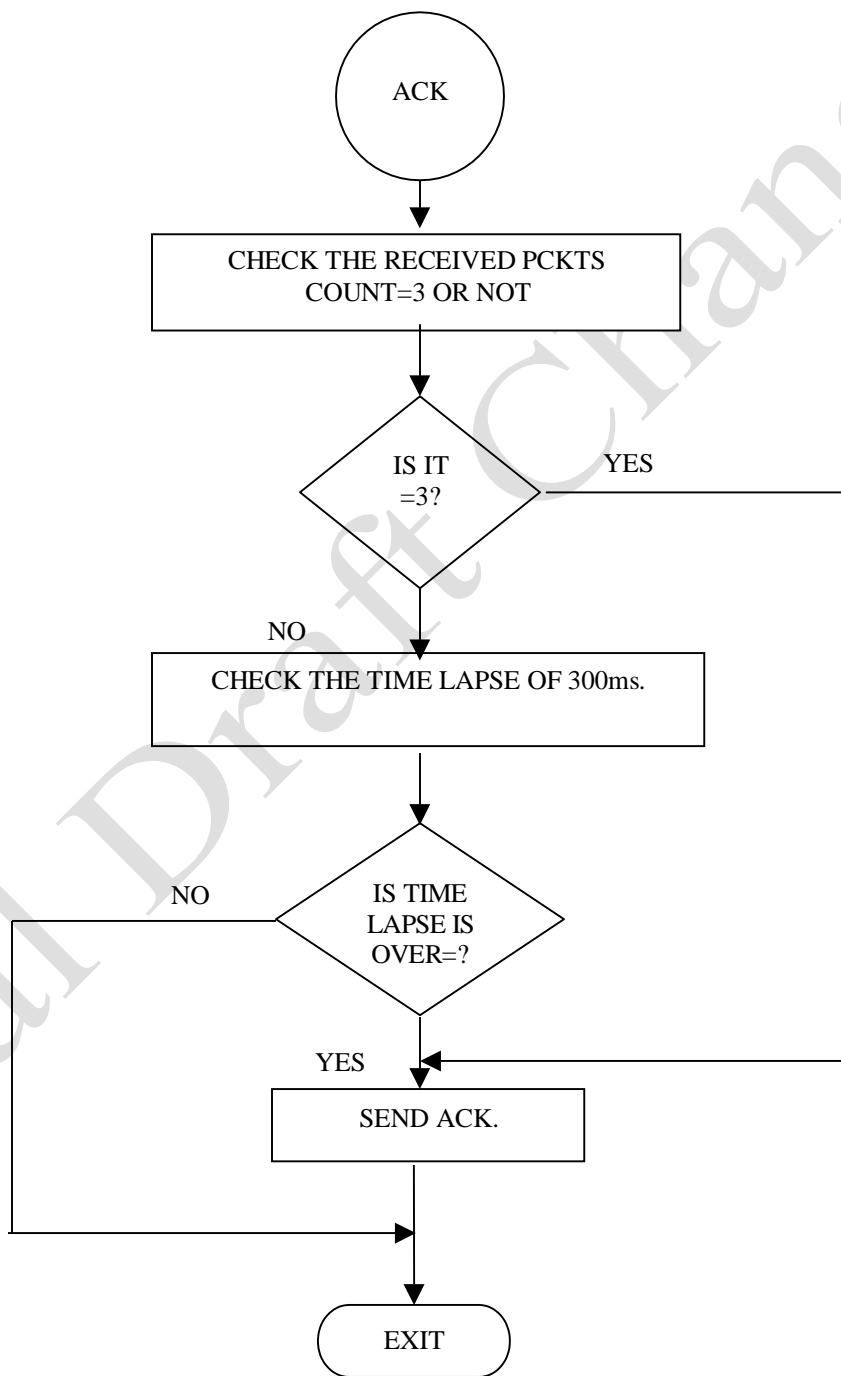 ACK
CHECK THE RECEIVED PCKTS
COUNT=3 OR NOT
IS IT
=3?
YES
NO
CHECK THE TIME LAPSE OF 300ms.
NO
IS TIME
LAPSE IS
OVER=?
YES
SEND ACK.
EXIT
Draft